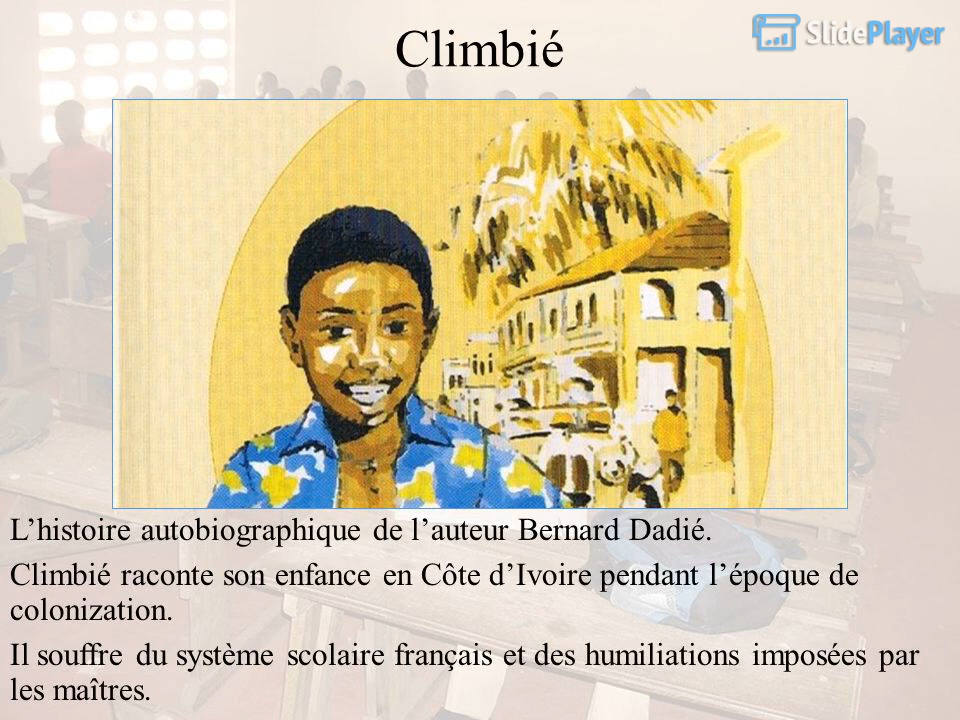 Climbié
SlidePlayer
L’histoire autobiographique de l’auteur Bernard Dadié.
Climbié raconte son enfance en Côte d’Ivoire pendant l’époque de
colonization.
Il souffre du système scolaire français et des humiliations imposées par
les maîtres.